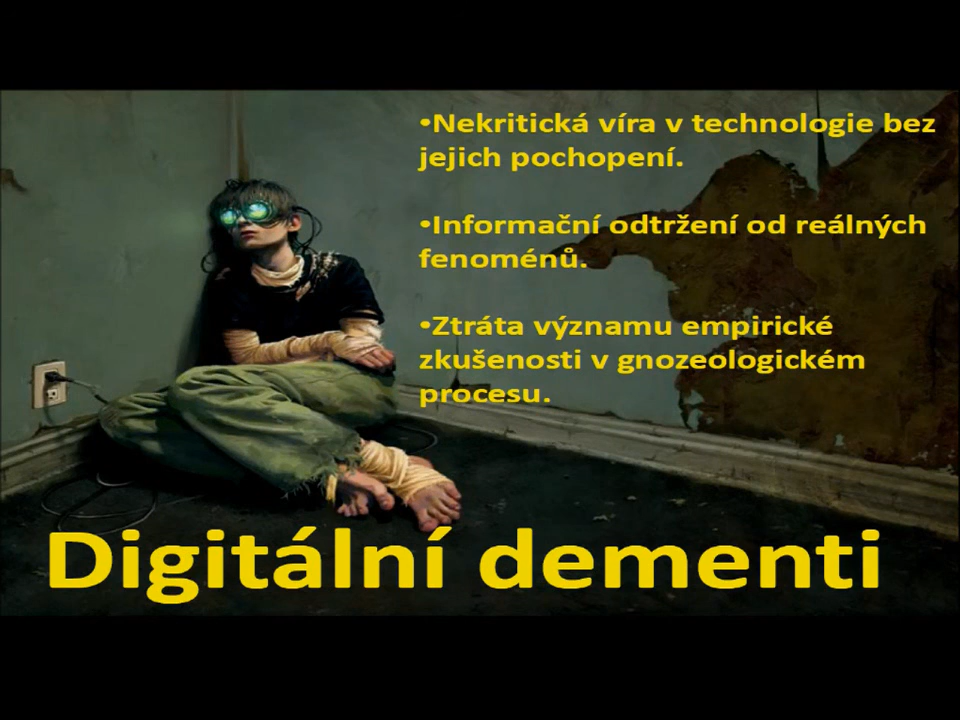 •Nekritická víra v technologie bez
jejich pochopení.
•Informační odtržení od reálných
fenoménů.
•Ztráta významu empirické
zkušenosti v gnozeologickém
procesu.
Digitální dementi